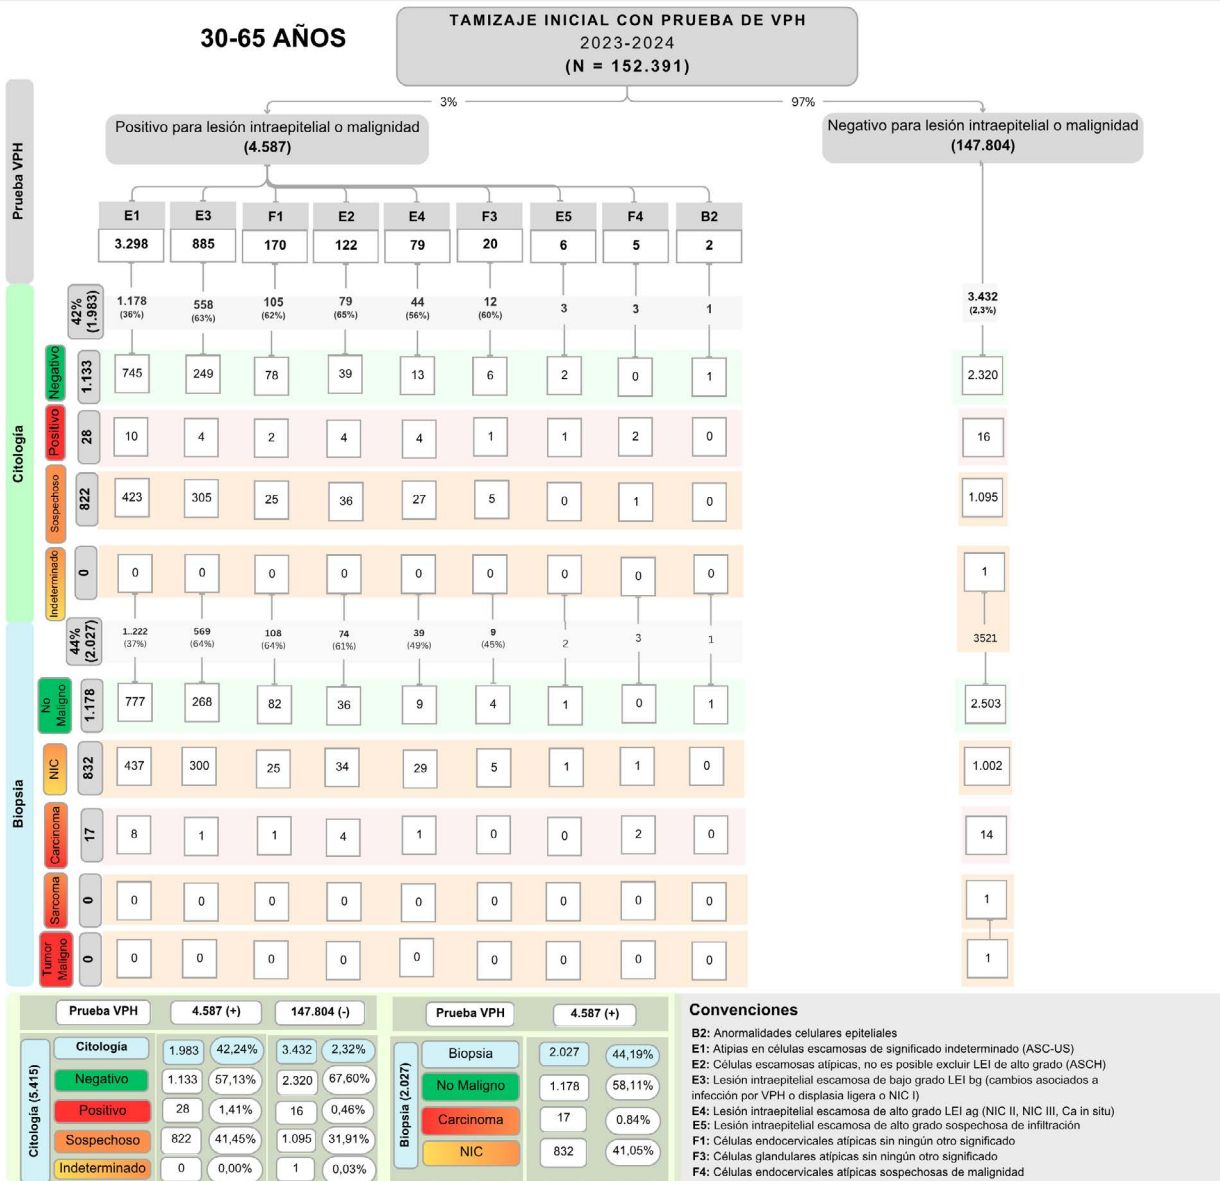 30-65 AÑOS
TAMIZAJE INICIAL CON PRUEBA DE VPH
2023-2024
(N = 152.391)
3%
97%
Prueba VPH
Positivo para lesión intraepitelial o malignidad
(4.587)
Negativo para lesión intraepitelial o malignidad
(147.804)
E1 E3 F1 E2 E4 F3 E5 F4 B2
3.298 885 170 122 79 20 6 5 2
Citología
42%
(1.983)
1.178 558 105 79 44 12 3 3 1 3.432
(36%) (63%) (62%) (65%) (56%) (60%) (2,3%)
Negativo 1.133 745 249 78 39 13 6 2 0 1 2.320
Positivo 28 10 4 2 4 4 1 1 2 0 16
Sospechoso 822 423 305 25 36 27 5 0 1 0 1.095
Indeterminado 0 0 0 0 0 0 0 0 0 0 1
Biopsia
44%
(2.027)
1..222 569 108 74 39 9 2 3 1 3521
(37%) (64%) (64%) (61%) (49%) (45%)
No
Maligno
1.178 777 268 82 36 9 4 1 0 1 2.503
NIC 832 437 300 25 34 29 5 1 1 0 1.002
Carcinoma 17 8 1 1 4 1 0 0 2 0 14
Sarcoma 0 0 0 0 0 0 0 0 0 0 1
Tumor
Maligno
0 0 0 0 0 0 0 0 0 0 1
Prueba VPH 4.587 (+) 147.804 (-)
Citología (5.415)
Citología 1.983 42,24% 3.432 2,32%
Negativo 1.133 57,13% 2.320 67,60%
Positivo 28 1,41% 16 0,46%
Sospechoso 822 41,45% 1.095 31,91%
Indeterminado 0 0,00% 1 0,03%
Prueba VPH 4.587 (+)
Biopsia (2.027)
Biopsia 2.027 44,19%
No Maligno 1.178 58,11%
Carcinoma 17 0.84%
NIC 832 41,05%
Convenciones
B2: Anormalidades celulares epiteliales
E1: Atipias en células escamosas de significado indeterminado (ASC-US)
E2: Células escamosas atípicas, no es posible excluir LEI de alto grado (ASCH)
E3: Lesión intraepitelial escamosa de bajo grado LEI bg (cambios asociados a
infección por VPH o displasia ligera o NIC I)
E4: Lesión intraepitelial escamosa de alto grado LEI ag (NIC II, NIC III, Ca in situ)
E5: Lesión intraepitelial escamosa de alto grado sospecha de infiltración
F1: Células endocervicales atípicas sin ningún otro significado
F3: Células glandulares atípicas sin ningún otro significado
F4: Células endocervicales atípicas sospechosas de malignidad